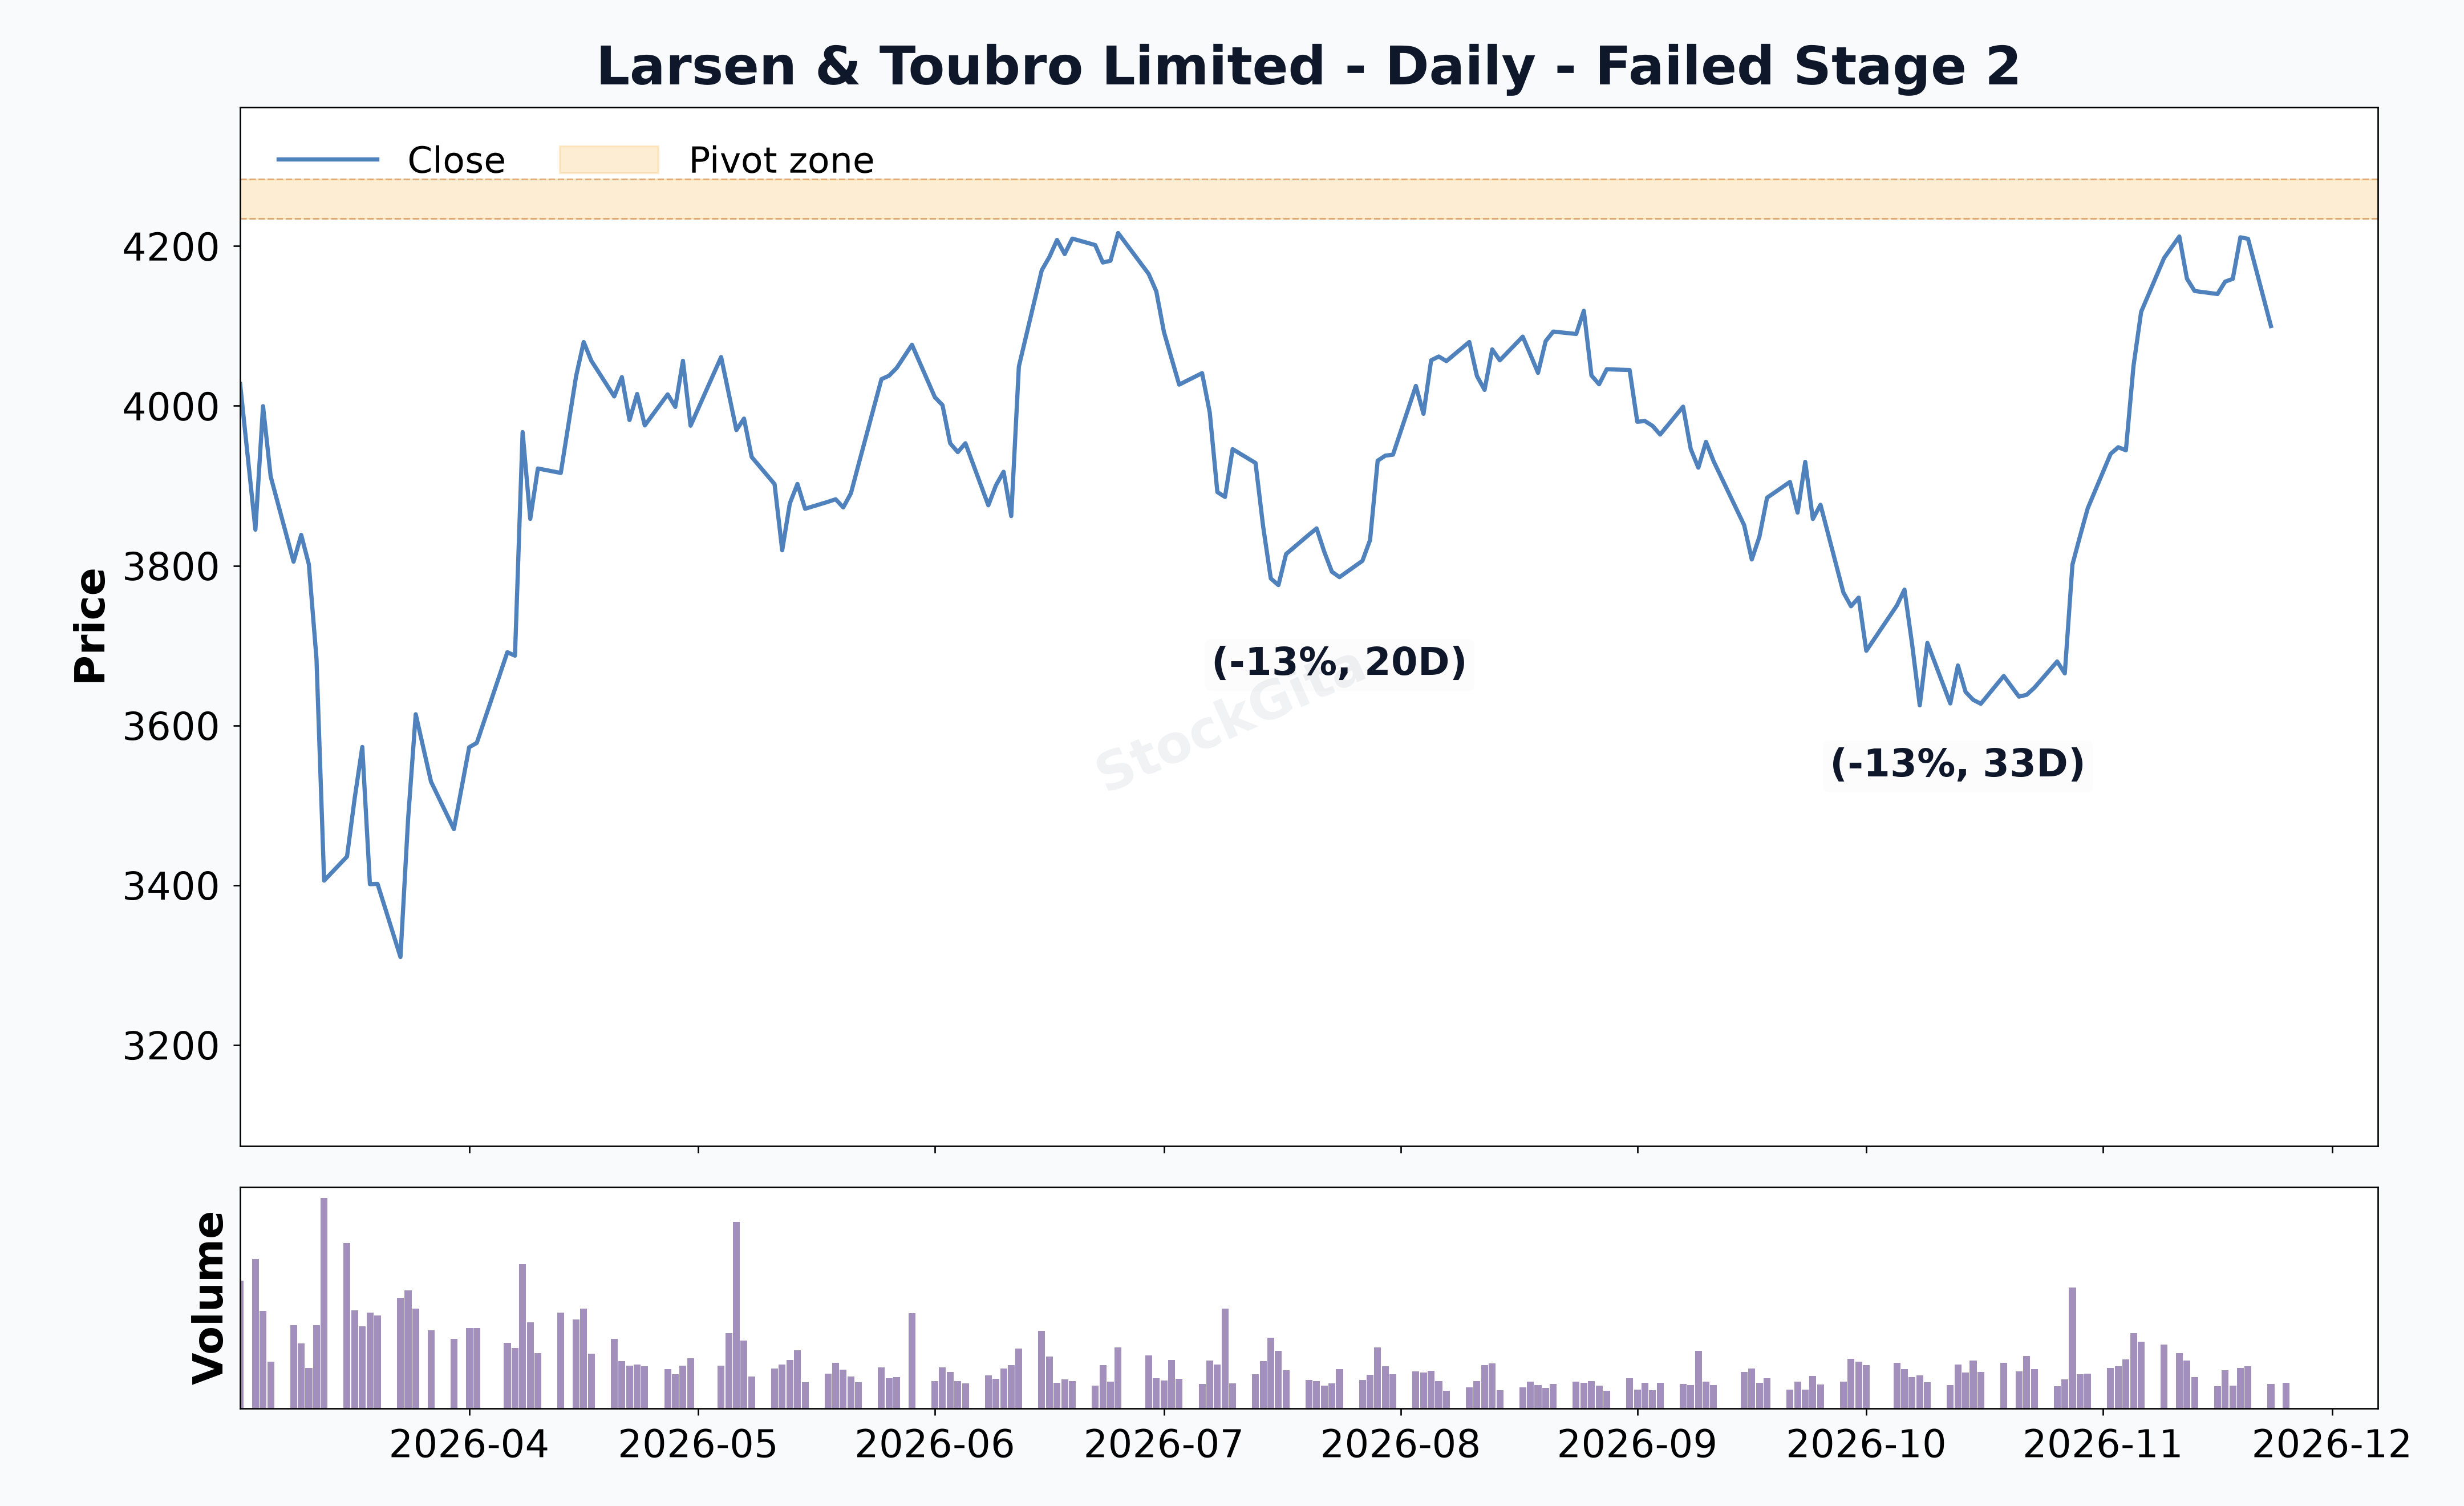 Larsen & Toubro Limited - Daily - Failed Stage 2
Close
Pivot zone
4200
4000
3800
3600
3400
3200
Price
(-13%, 20D)
StockGita
(-13%, 33D)
Volume
2026-04 2026-05 2026-06 2026-07 2026-08 2026-09 2026-10 2026-11 2026-12